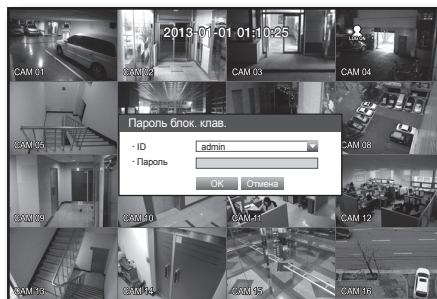 2013-01-01 01:10:25
LOG ON
CAM 01
CAM 02
CAM 03
CAM 04
Пароль блок. клав.
· ID
admin
· Пароль
OK
Отмена
CAM 05
CAM 08
CAM 09
CAM 10
CAM 11
CAM 12
CAM 13
CAM 14
CAM 15
CAM 16